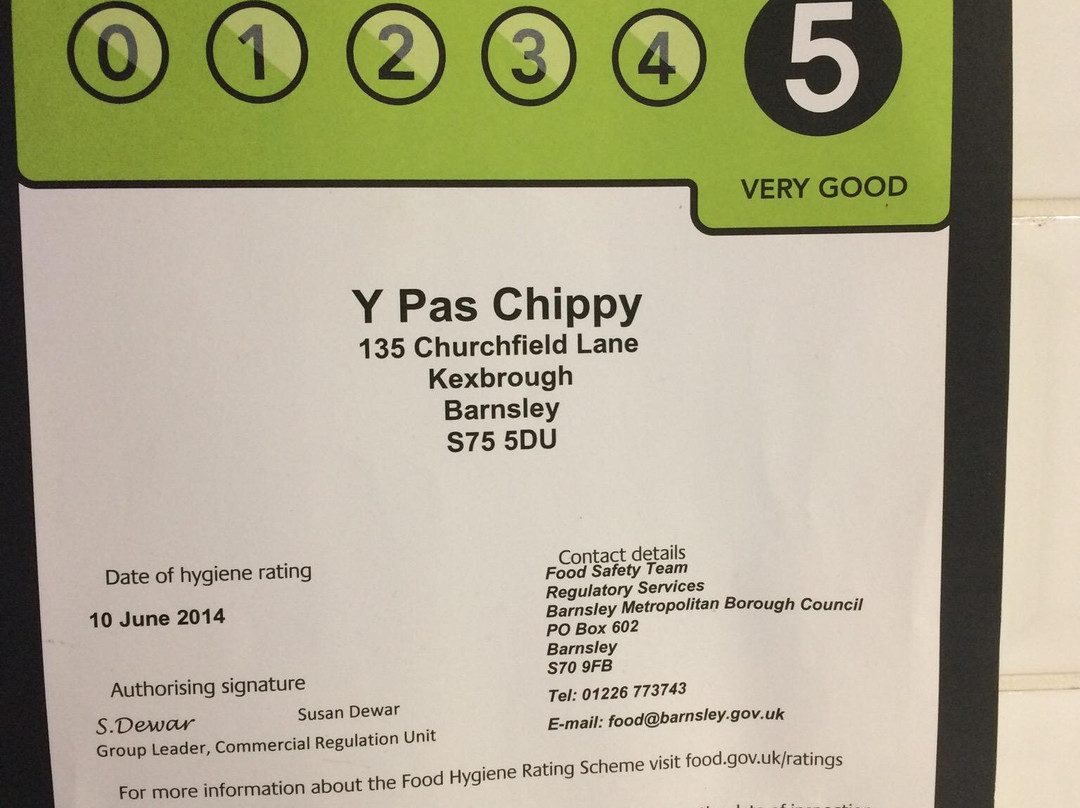 0 1 2 3 4 5
VERY GOOD
Y Pas Chippy
135 Churchfield Lane
Kexbrough
Barnsley
S75 5DU
Date of hygiene rating
10 June 2014
Authorising signature
S.Dewar
Susan Dewar
Group Leader, Commercial Regulation Unit
Contact details
Food Safety Team
Regulatory Services
Barnsley Metropolitan Borough Council
PO Box 602
Barnsley
S70 9FB
Tel: 01226 773743
E-mail: food@barnsley.gov.uk
For more information about the Food Hygiene Rating Scheme visit food.gov.uk/ratings